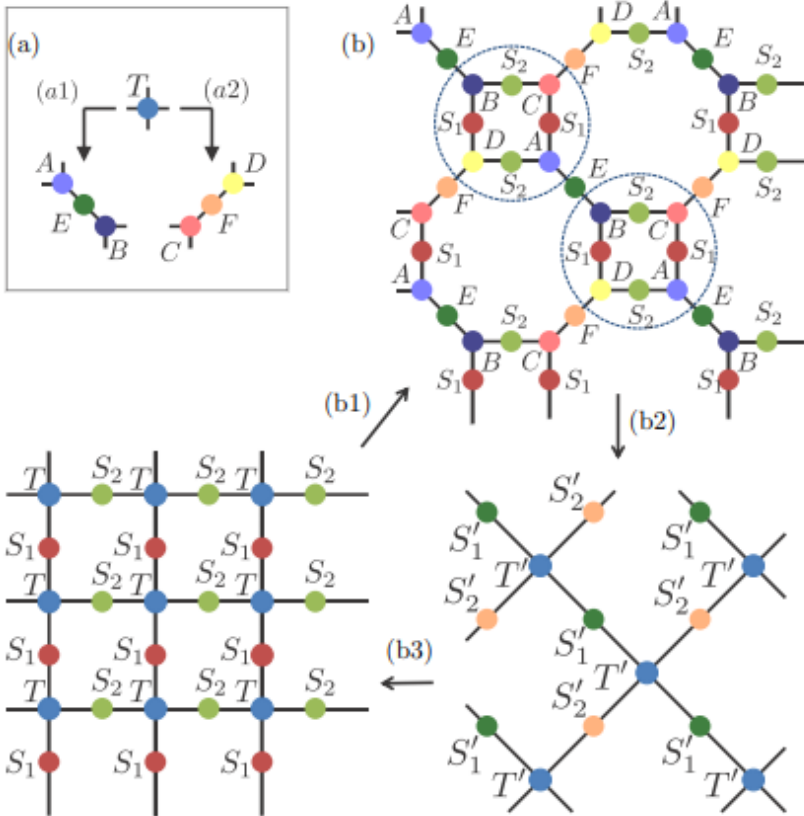 (a)
T
(a1) (a2)
A D
E F
B C
(b)
A D A
E S₂ S₂ E S₂
F
B C B
S₁ S₁ S₁
D A D
S₂ E S₂ S₂
F F
C B C
S₁ S₁ S₁
A D A
E E
S₂ S₂ F S₂
B C B
S₁ S₁ S₁
(b1)
(b2)
T S₂ T S₂ T S₂
S₁ S₁ S₁
T S₂ T S₂ T S₂
S₁ S₁ S₁
T S₂ T S₂ T S₂
S₁ S₁ S₁
(b3)
S′₂
S′₁ S′₁
T′ T′
S′₂ S′₂
S′₁
T′
S′₂
S′₁ S′₁
T′ T′